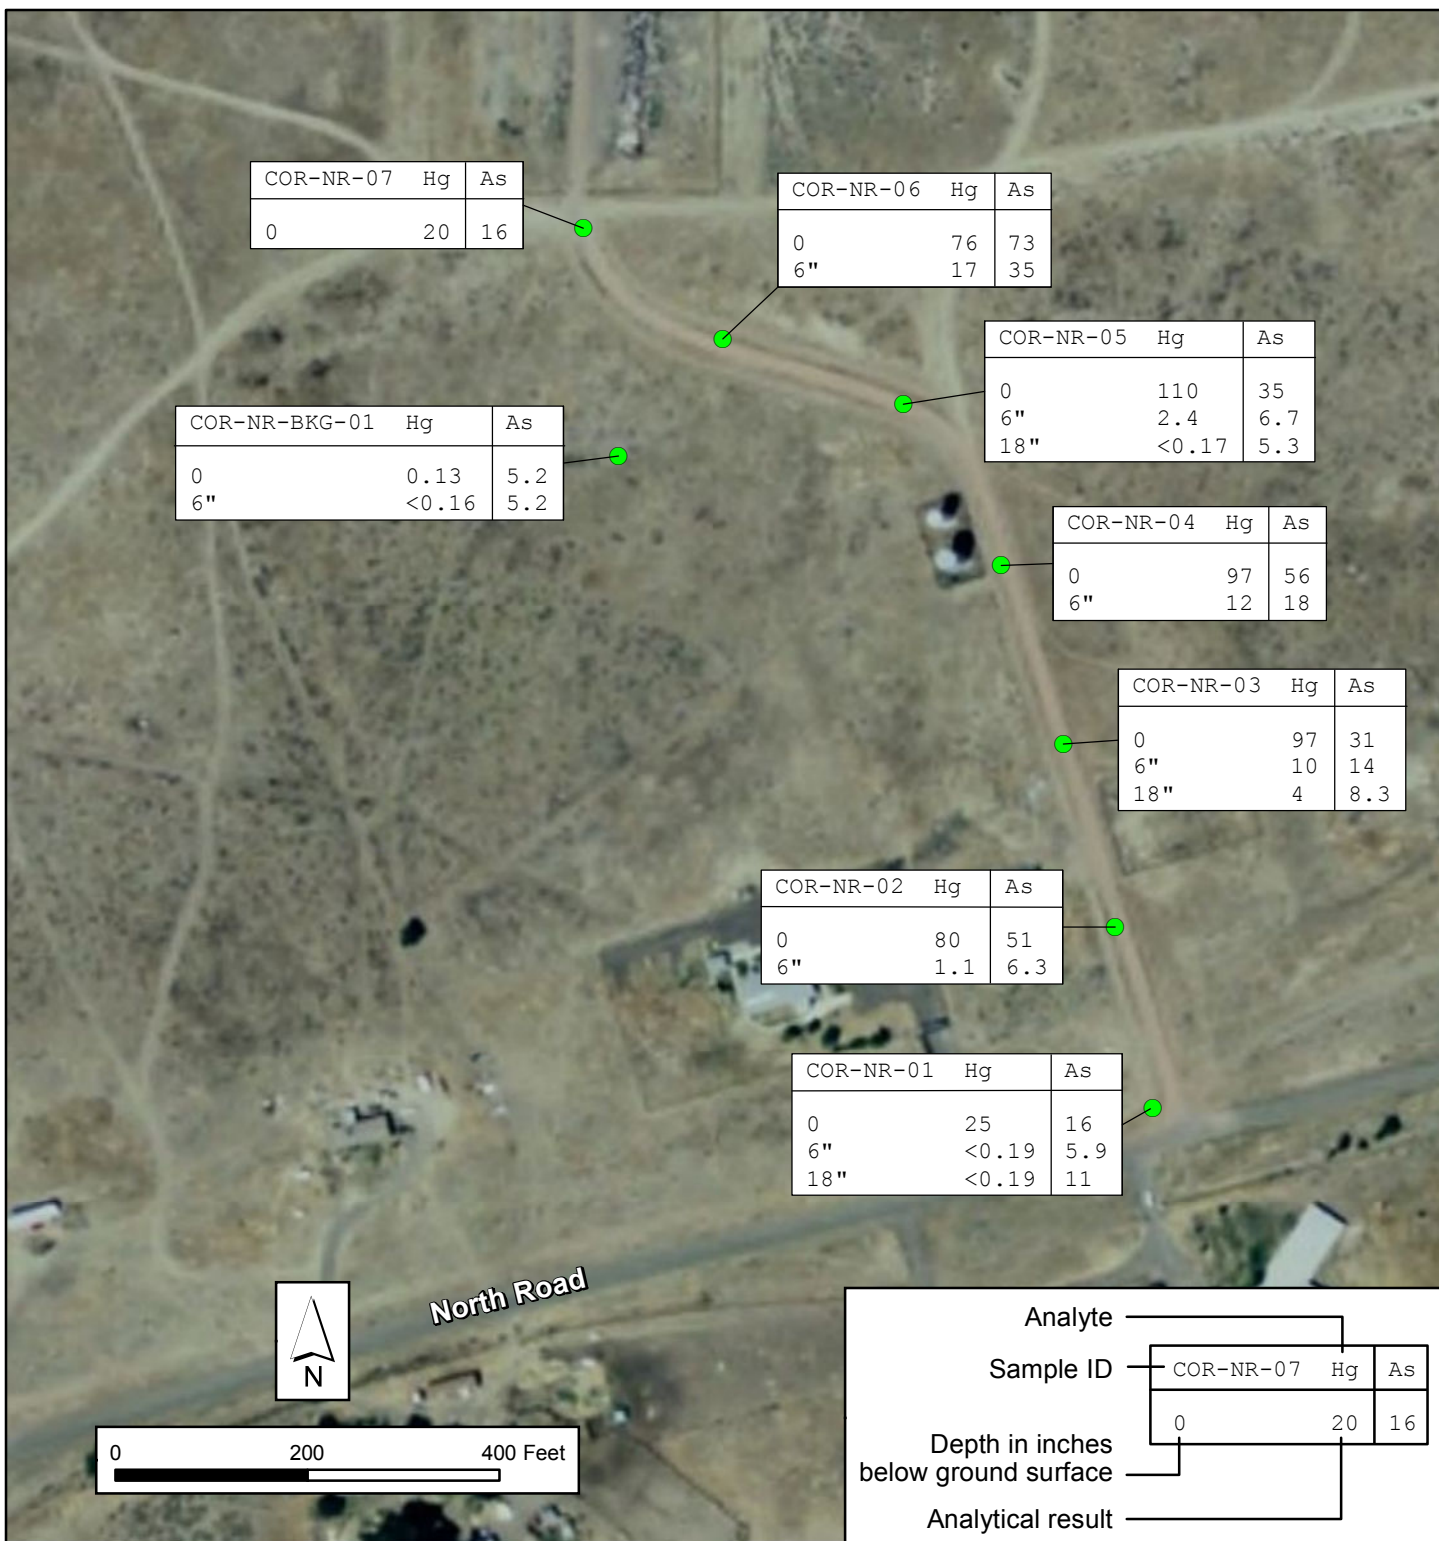 COR-NR-07 Hg As
0 20 16
COR-NR-06 Hg As
0 76 73
6" 17 35
COR-NR-05 Hg As
0 110 35
6" 2.4 6.7
18" <0.17 5.3
COR-NR-BKG-01 Hg As
0 0.13 5.2
6" <0.16 5.2
COR-NR-04 Hg As
0 97 56
6" 12 18
COR-NR-03 Hg As
0 97 31
6" 10 14
18" 4 8.3
COR-NR-02 Hg As
0 80 51
6" 1.1 6.3
COR-NR-01 Hg As
0 25 16
6" <0.19 5.9
18" <0.19 11
North Road
N
0 200 400 Feet
Analyte
Sample ID
COR-NR-07 Hg As
0 20 16
Depth in inches
below ground surface
Analytical result